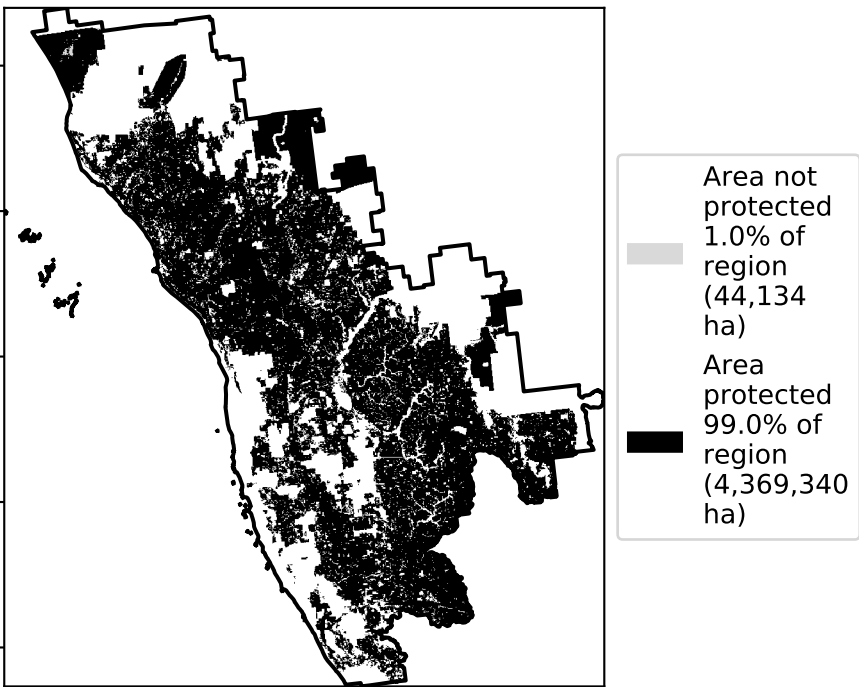 Area not
protected
1.0% of
region
(44,134
ha)
Area
protected
99.0% of
region
(4,369,340
ha)